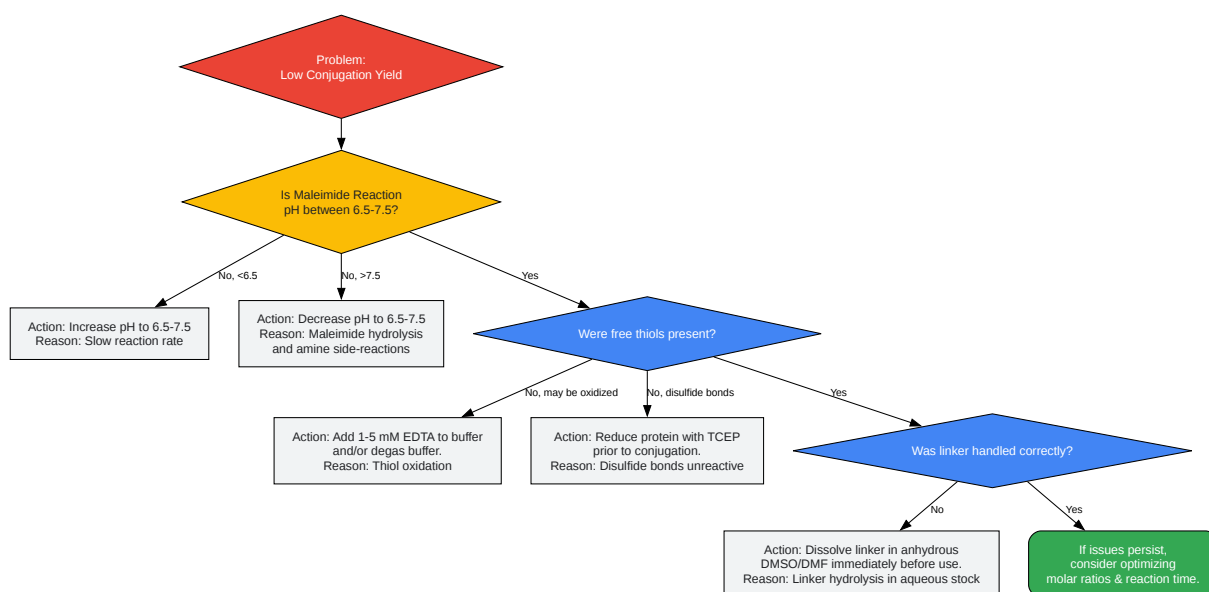 Problem:
Low Conjugation Yield
Is Maleimide Reaction
pH between 6.5-7.5?
No, <6.5
No, >7.5
Yes
Action: Increase pH to 6.5-7.5
Reason: Slow reaction rate
Action: Decrease pH to 6.5-7.5
Reason: Maleimide hydrolysis
and amine side-reactions
Were free thiols present?
No, may be oxidized
No, disulfide bonds
Yes
Action: Add 1-5 mM EDTA to buffer
and/or degas buffer.
Reason: Thiol oxidation
Action: Reduce protein with TCEP
prior to conjugation.
Reason: Disulfide bonds unreactive
Was linker handled correctly?
No
Yes
Action: Dissolve linker in anhydrous
DMSO/DMF immediately before use.
Reason: Linker hydrolysis in aqueous stock
If issues persist,
consider optimizing
molar ratios & reaction time.